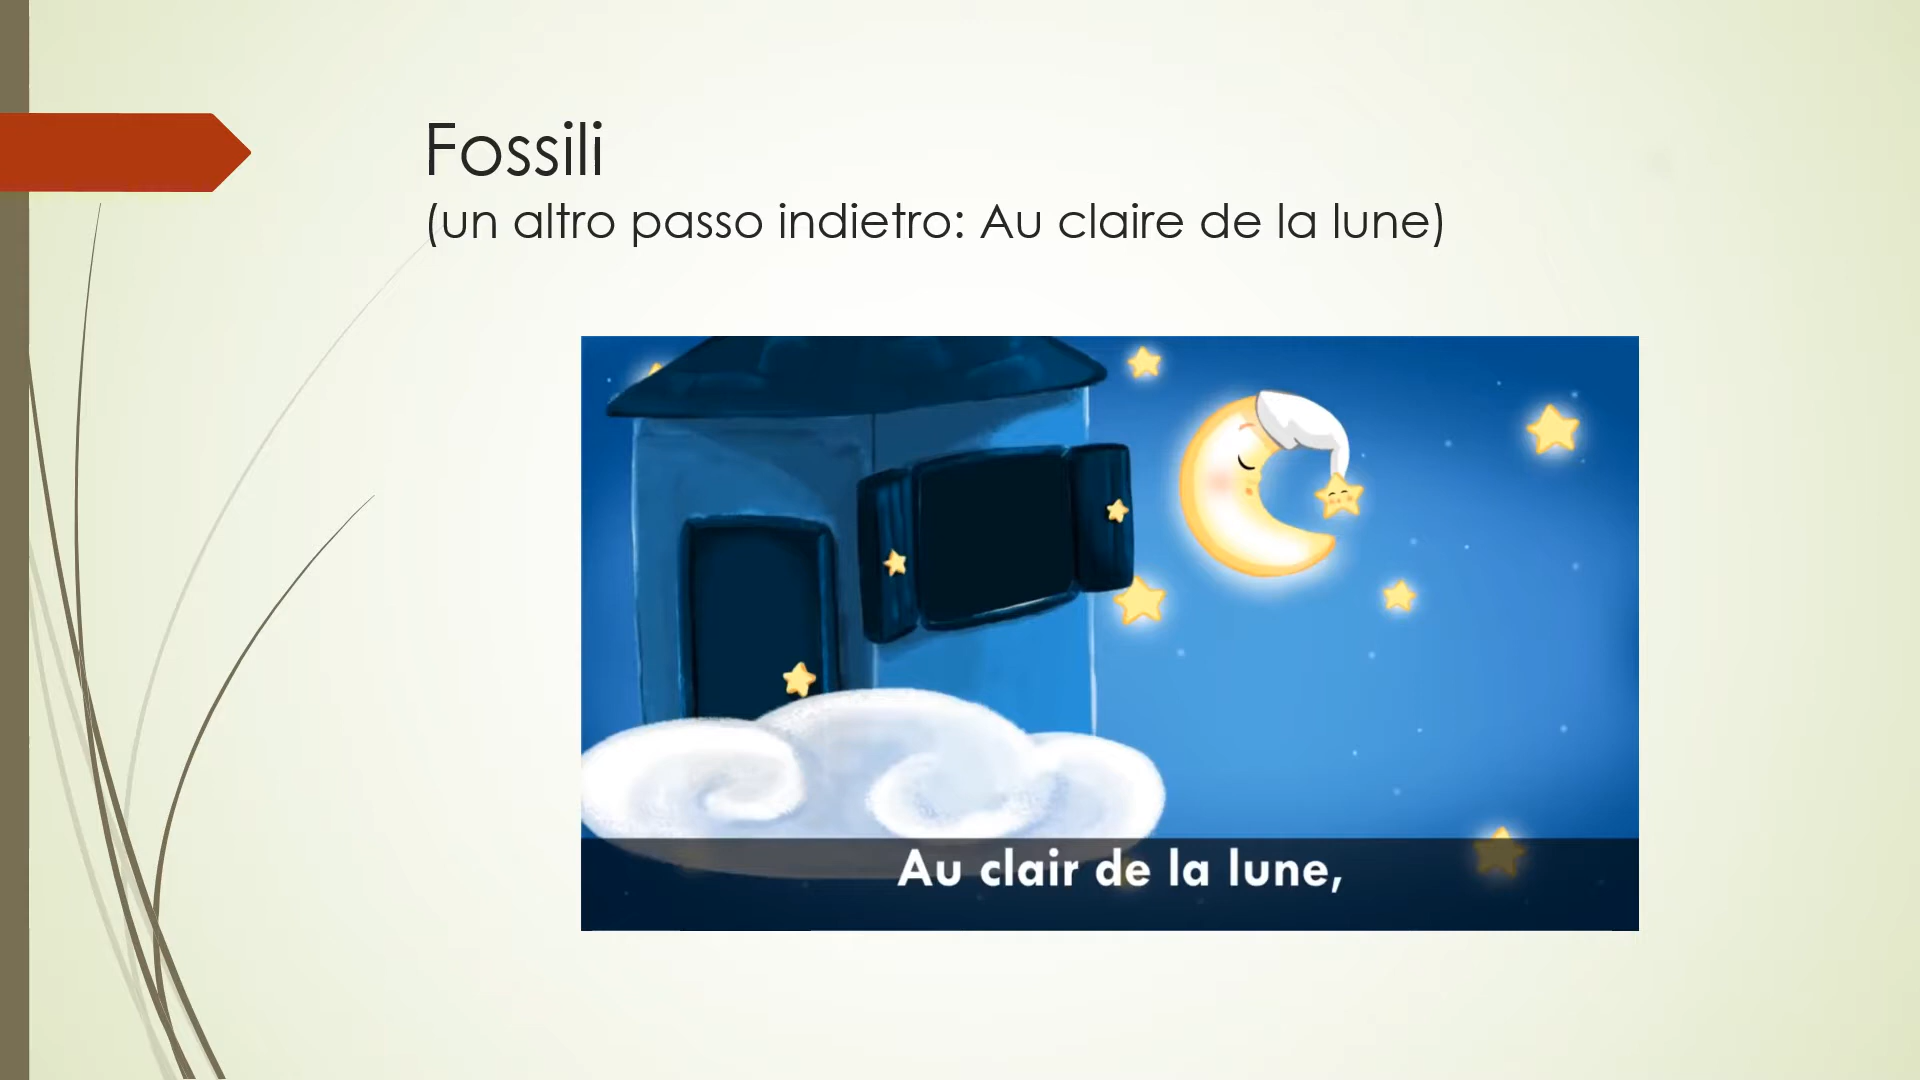 Fossili
(un altro passo indietro: Au claire de la lune)
Au clair de la lune,